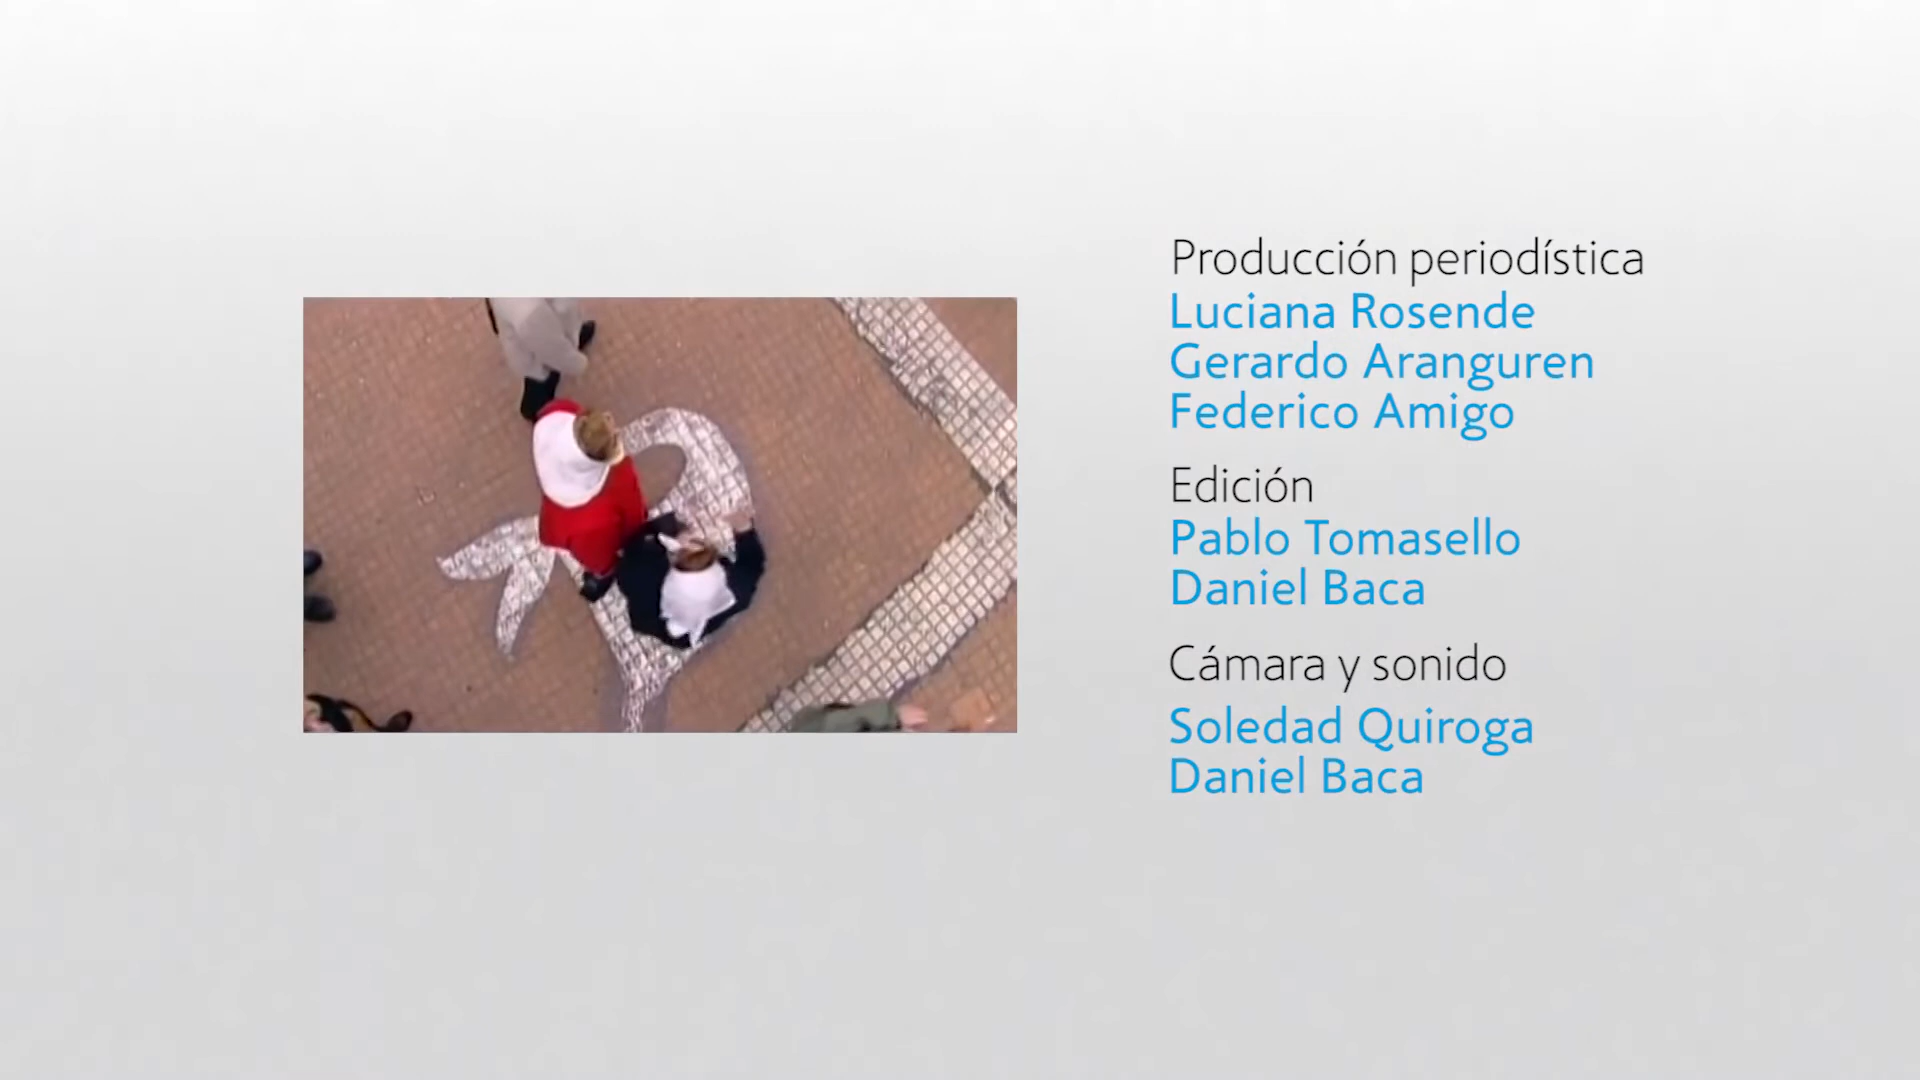 Producción periodística
Luciana Rosende
Gerardo Aranguren
Federico Amigo
Edición
Pablo Tomasello
Daniel Baca
Cámara y sonido
Soledad Quiroga
Daniel Baca